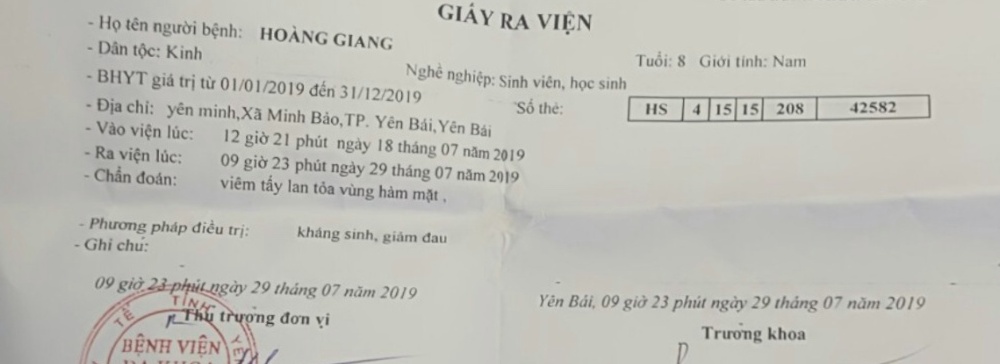 GIẤY RA VIỆN
- Họ tên người bệnh: HOÀNG GIANG
Tuổi: 8 Giới tính: Nam
- Dân tộc: Kinh
Nghề nghiệp: Sinh viên, học sinh
- BHYT giá trị từ 01/01/2019 đến 31/12/2019
Số thẻ: HS 4 15 15 208 42582
- Địa chỉ: yên minh,Xã Minh Bảo,TP. Yên Bái,Yên Bái
- Vào viện lúc: 12 giờ 21 phút ngày 18 tháng 07 năm 2019
- Ra viện lúc: 09 giờ 23 phút ngày 29 tháng 07 năm 2019
- Chẩn đoán: viêm tấy lan tỏa vùng hàm mặt .
- Phương pháp điều trị: kháng sinh, giảm đau
- Ghi chú:
09 giờ 23 phút ngày 29 tháng 07 năm 2019
Thủ trưởng đơn vị
Yên Bái, 09 giờ 23 phút ngày 29 tháng 07 năm 2019
Trưởng khoa
TẾ TỈNH YÊ
BỆNH VIỆN
ĐA KHOA